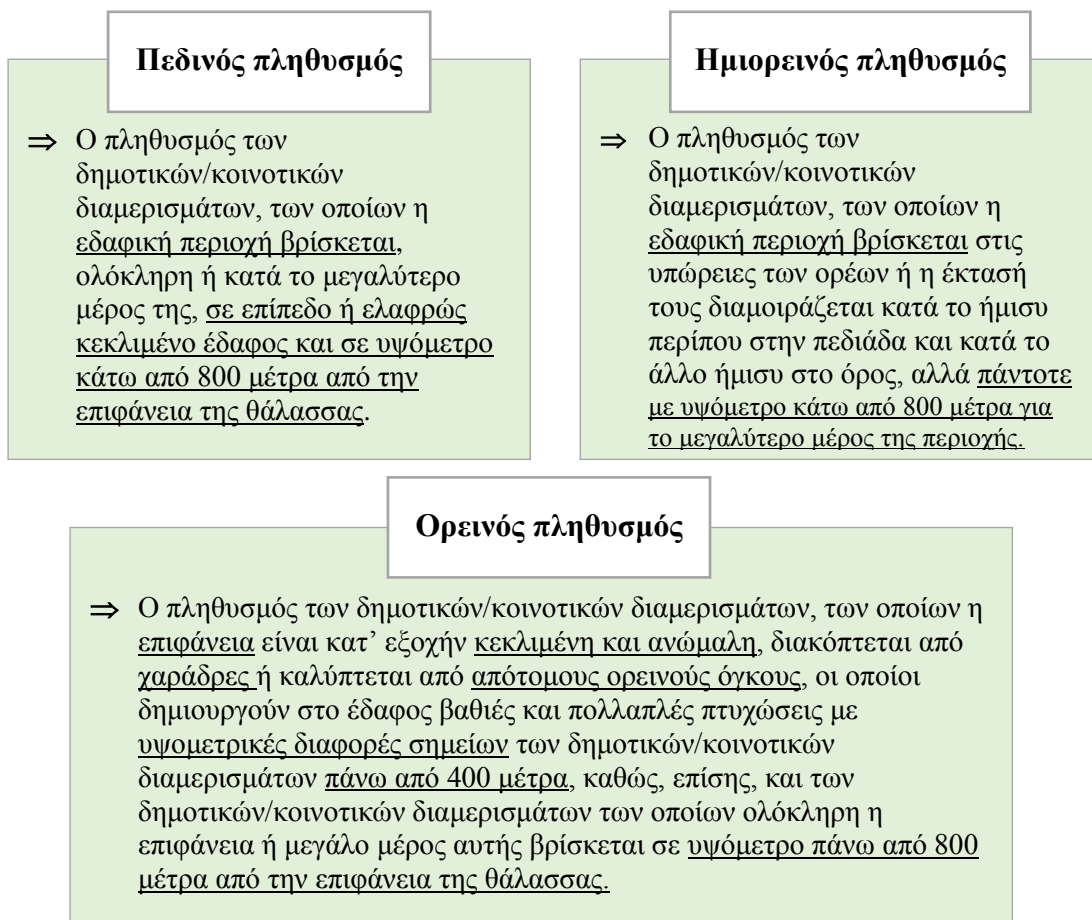 Πεδινός πληθυσμός
⇒ Ο πληθυσμός των
δημοτικών/κοινοτικών
διαμερισμάτων, των οποίων η
εδαφική περιοχή βρίσκεται,
ολόκληρη ή κατά το μεγαλύτερο
μέρος της, σε επίπεδο ή ελαφρώς
κεκλιμένο έδαφος και σε υψόμετρο
κάτω από 800 μέτρα από την
επιφάνεια της θάλασσας.
Ημιορεινός πληθυσμός
⇒ Ο πληθυσμός των
δημοτικών/κοινοτικών
διαμερισμάτων, των οποίων η
εδαφική περιοχή βρίσκεται στις
υπώρειες των ορέων ή η έκτασή
τους διαμοιράζεται κατά το ήμισυ
περίπου στην πεδιάδα και κατά το
άλλο ήμισυ στο όρος, αλλά πάντοτε
με υψόμετρο κάτω από 800 μέτρα για
το μεγαλύτερο μέρος της περιοχής.
Ορεινός πληθυσμός
⇒ Ο πληθυσμός των δημοτικών/κοινοτικών διαμερισμάτων, των οποίων η
επιφάνεια είναι κατ’ εξοχήν κεκλιμένη και ανώμαλη, διακόπτεται από
χαράδρες ή καλύπτεται από απότομους ορεινούς όγκους, οι οποίοι
δημιουργούν στο έδαφος βαθιές και πολλαπλές πτυχώσεις με
υψομετρικές διαφορές σημείων των δημοτικών/κοινοτικών
διαμερισμάτων πάνω από 400 μέτρα, καθώς, επίσης, και των
δημοτικών/κοινοτικών διαμερισμάτων των οποίων ολόκληρη η
επιφάνεια ή μεγάλο μέρος αυτής βρίσκεται σε υψόμετρο πάνω από 800
μέτρα από την επιφάνεια της θάλασσας.